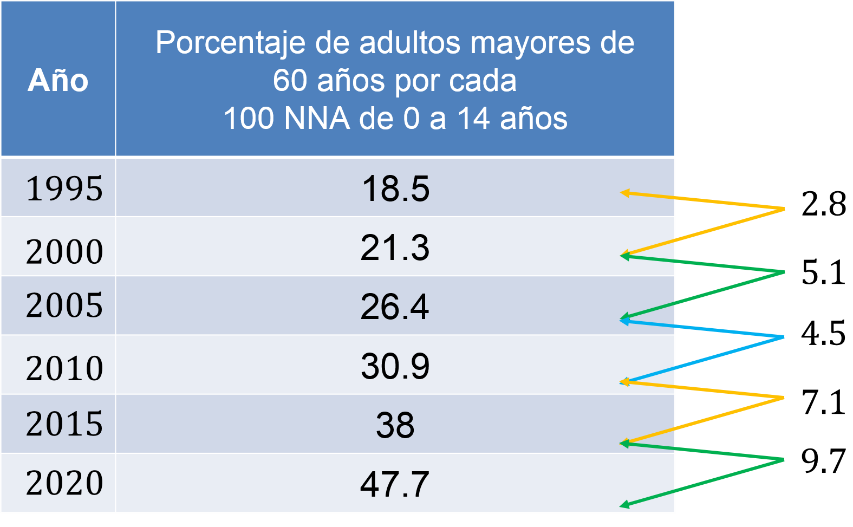 Año
Porcentaje de adultos mayores de
60 años por cada
100 NNA de 0 a 14 años
1995 18.5
2.8
2000 21.3
5.1
2005 26.4
4.5
2010 30.9
7.1
2015 38
9.7
2020 47.7